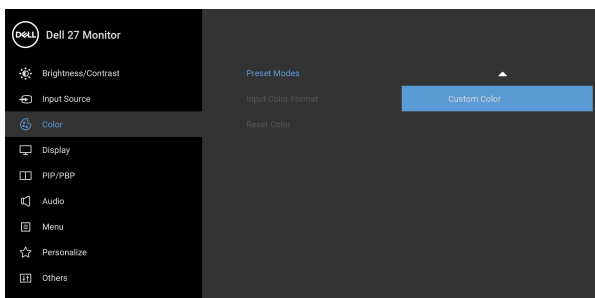 DELL Dell 27 Monitor
Brightness/Contrast
Input Source
Color
Display
PIP/PBP
Audio
Menu
Personalize
Others
Preset Modes
Input Color Format
Custom Color
Reset Color